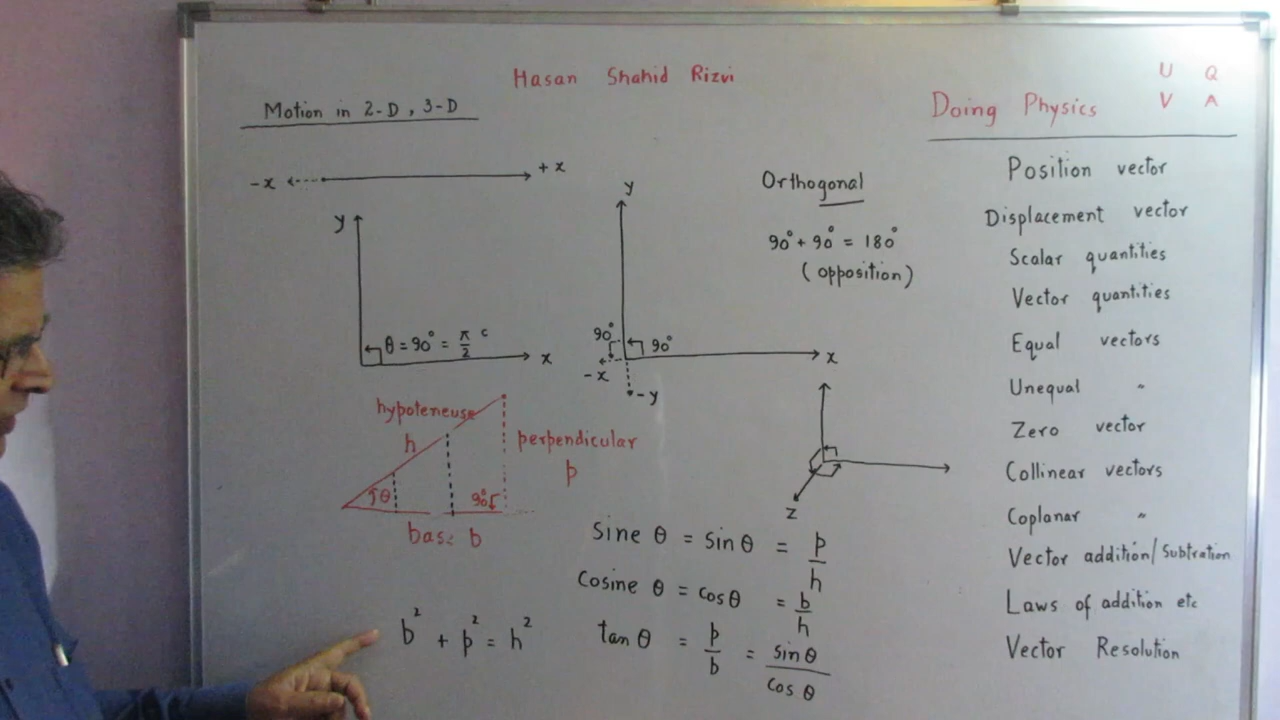 Hasan Shahid Rizvi
U Q
V A
Motion in 2-D, 3-D
Doing Physics
-x
+x
y
θ = 90° = π/2 ᶜ
x
y
90°
90°
x
-x
-y
Orthogonal
90° + 90° = 180°
(opposition)
z
hypoteneuse
h
perpendicular
p
θ
90°
base b
b² + p² = h²
sine θ = sin θ = p/h
cosine θ = cos θ = b/h
tan θ = p/b = sin θ/cos θ
Position vector
Displacement vector
Scalar quantities
Vector quantities
Equal vectors
Unequal "
Zero vector
Collinear vectors
Coplanar "
Vector addition/Subtration
Laws of addition etc
Vector Resolution